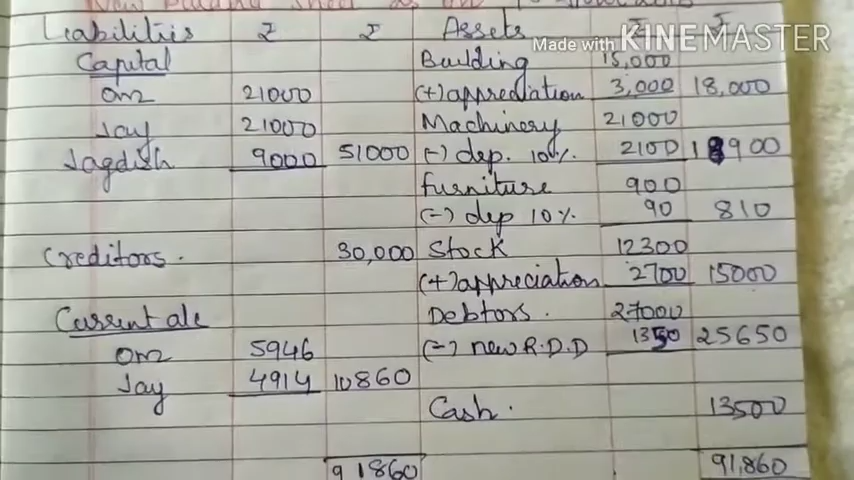 Liabilities ₹ ₹ Assets ₹ ₹
Made with KINEMASTER
Capital Building 15,000
Om 21000 (+) appreciation 3,000 18,000
Jay 21000 Machinery 21000
Jagdish 9000 51000 (-) dep. 10% 2100 18900
furniture 900
(-) dep 10% 90 810
Creditors. 30,000 Stock 12300
(+) appreciation 2700 15000
Current a/c Debtors. 27000
Om 5946 (-) new R.D.D 1350 25650
Jay 4914 10860
Cash. 13500
91860 91,860